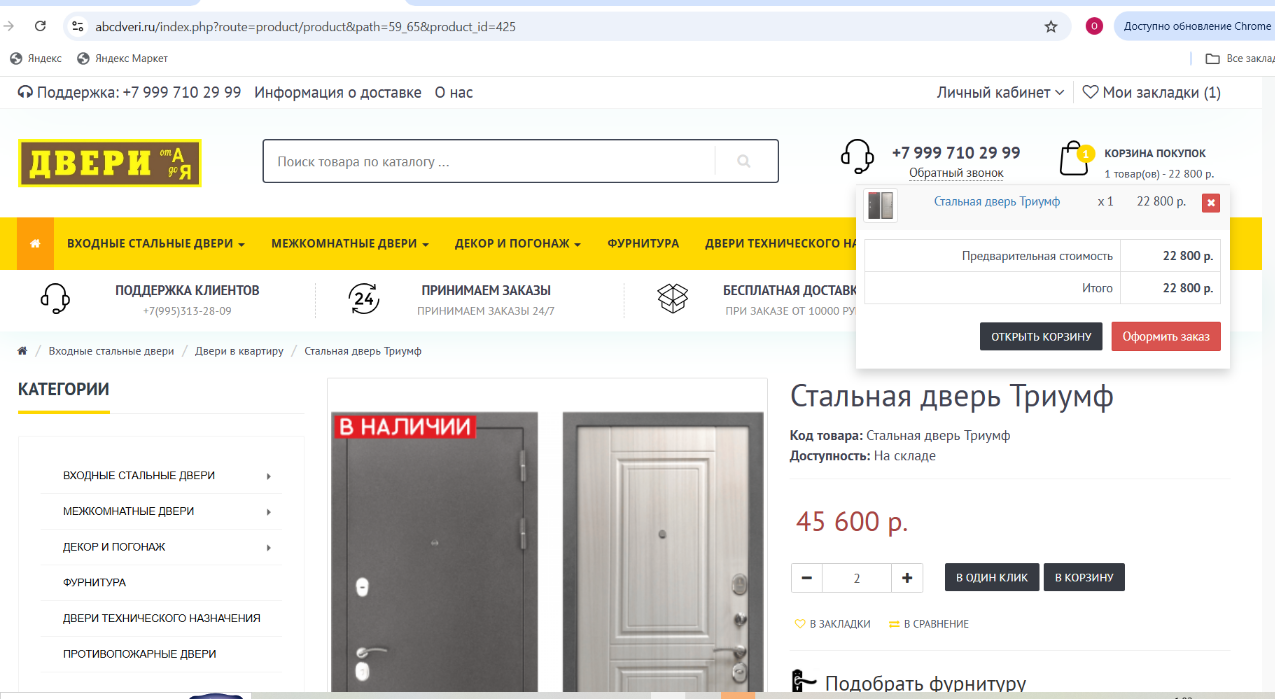 abcdveri.ru/index.php?route=product/product&path=59_65&product_id=425
О
Доступно обновление Chrome
Яндекс Яндекс Маркет
Все заклад
Поддержка: +7 999 710 29 99 Информация о доставке О нас
Личный кабинет Мои закладки (1)
ДВЕРИ от А до Я
Поиск товара по каталогу ...
+7 999 710 29 99
Обратный звонок
1
КОРЗИНА ПОКУПОК
1 товар(ов) - 22 800 р.
Стальная дверь Триумф x 1 22 800 р.
Предварительная стоимость 22 800 р.
Итого 22 800 р.
ОТКРЫТЬ КОРЗИНУ Оформить заказ
ВХОДНЫЕ СТАЛЬНЫЕ ДВЕРИ МЕЖКОМНАТНЫЕ ДВЕРИ ДЕКОР И ПОГОНАЖ ФУРНИТУРА ДВЕРИ ТЕХНИЧЕСКОГО НА
ПОДДЕРЖКА КЛИЕНТОВ
+7(995)313-28-09
24
ПРИНИМАЕМ ЗАКАЗЫ
ПРИНИМАЕМ ЗАКАЗЫ 24/7
БЕСПЛАТНАЯ ДОСТАВК
ПРИ ЗАКАЗЕ ОТ 10000 РУ
/ Входные стальные двери / Двери в квартиру / Стальная дверь Триумф
КАТЕГОРИИ
ВХОДНЫЕ СТАЛЬНЫЕ ДВЕРИ
МЕЖКОМНАТНЫЕ ДВЕРИ
ДЕКОР И ПОГОНАЖ
ФУРНИТУРА
ДВЕРИ ТЕХНИЧЕСКОГО НАЗНАЧЕНИЯ
ПРОТИВОПОЖАРНЫЕ ДВЕРИ
В НАЛИЧИИ
Стальная дверь Триумф
Код товара: Стальная дверь Триумф
Доступность: На складе
45 600 р.
− 2 + В ОДИН КЛИК В КОРЗИНУ
В ЗАКЛАДКИ В СРАВНЕНИЕ
Подобрать фурнитуру